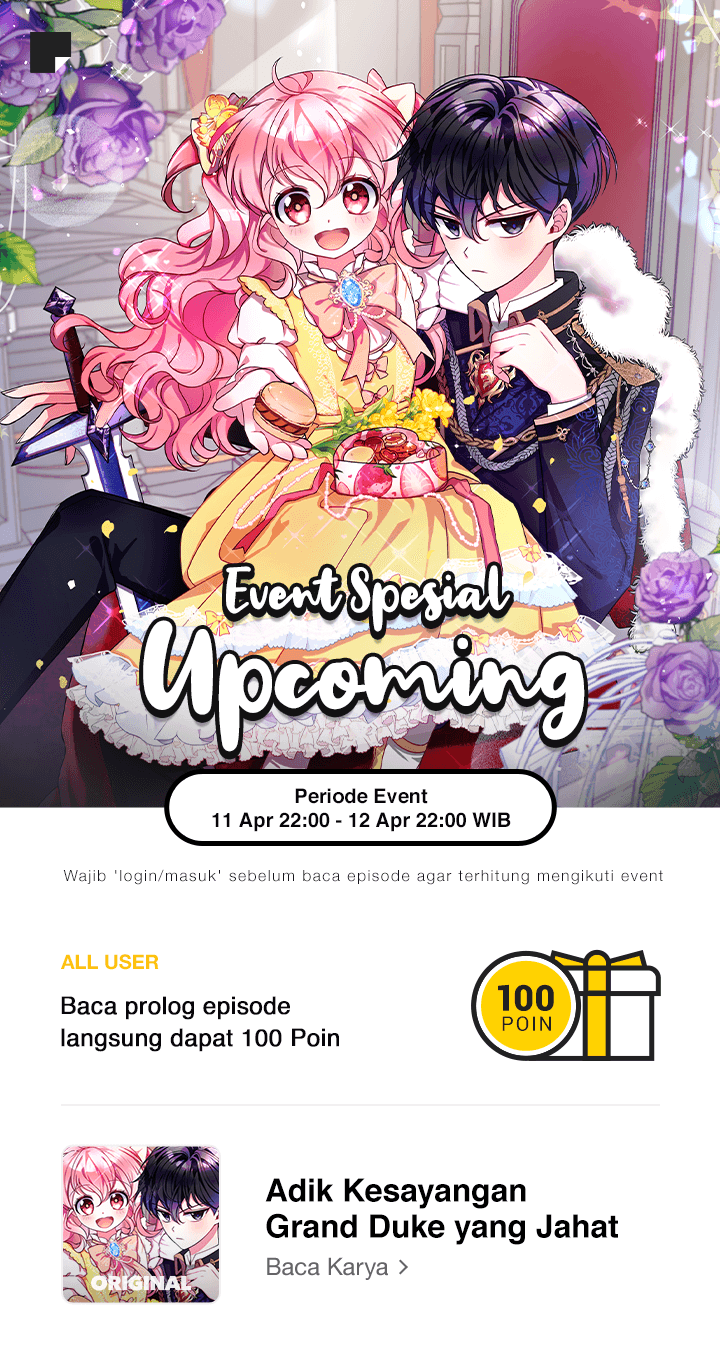 Event Spesial
Upcoming
Periode Event
11 Apr 22:00 - 12 Apr 22:00 WIB
Wajib 'login/masuk' sebelum baca episode agar terhitung mengikuti event
ALL USER
Baca prolog episode
langsung dapat 100 Poin
100
POIN
Adik Kesayangan
Grand Duke yang Jahat
Baca Karya >
ORIGINAL